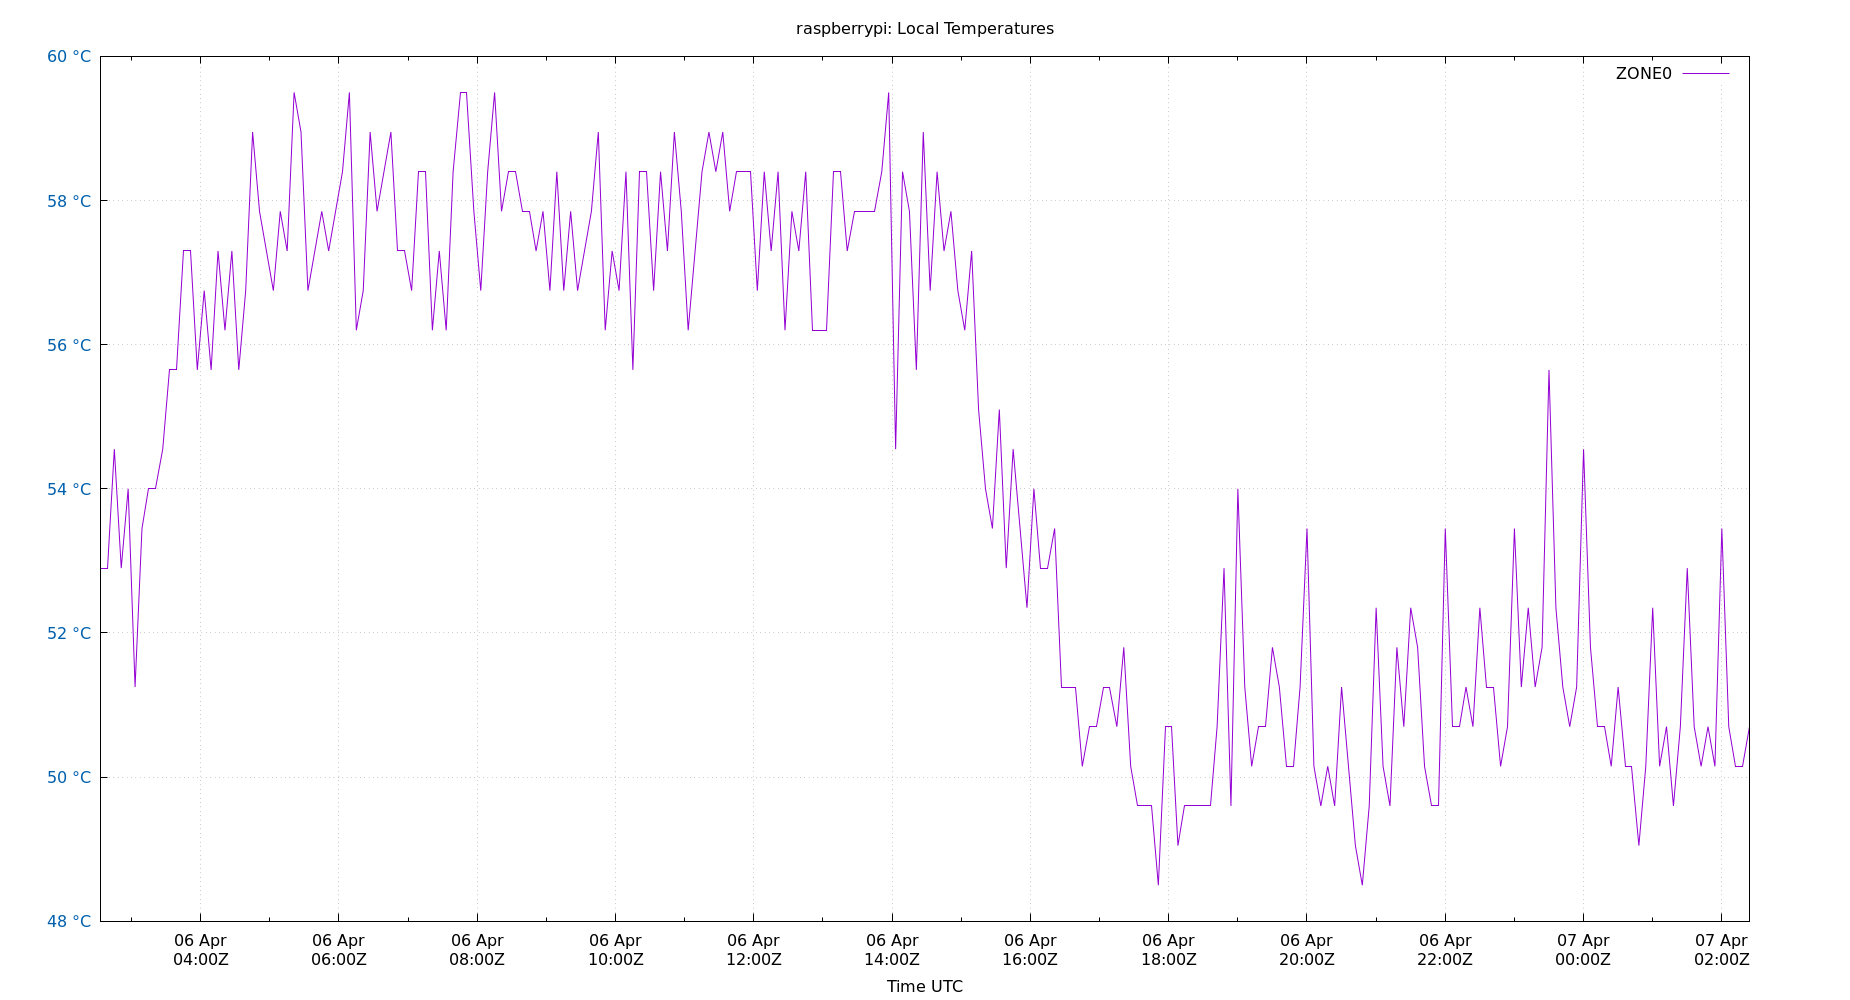 raspberrypi: Local Temperatures
ZONE0
60 °C
58 °C
56 °C
54 °C
52 °C
50 °C
48 °C
06 Apr 06 Apr 06 Apr 06 Apr 06 Apr 06 Apr 06 Apr 06 Apr 06 Apr 06 Apr 07 Apr 07 Apr
04:00Z 06:00Z 08:00Z 10:00Z 12:00Z 14:00Z 16:00Z 18:00Z 20:00Z 22:00Z 00:00Z 02:00Z
Time UTC